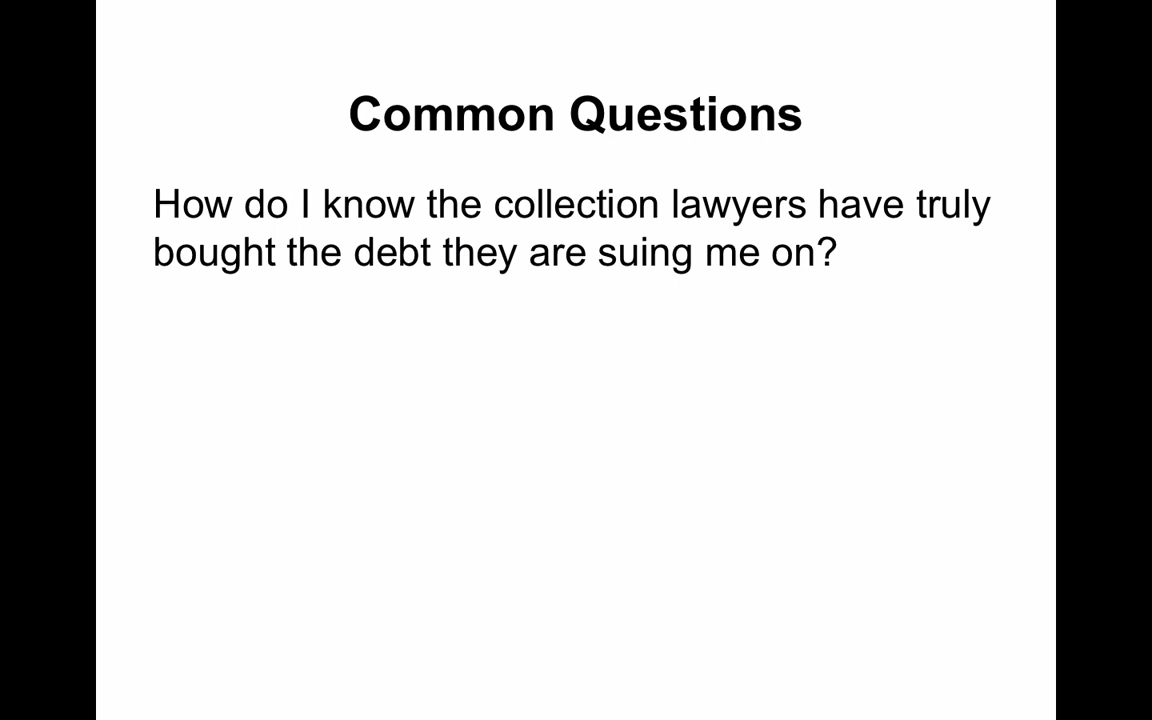 Common Questions
How do I know the collection lawyers have truly
bought the debt they are suing me on?